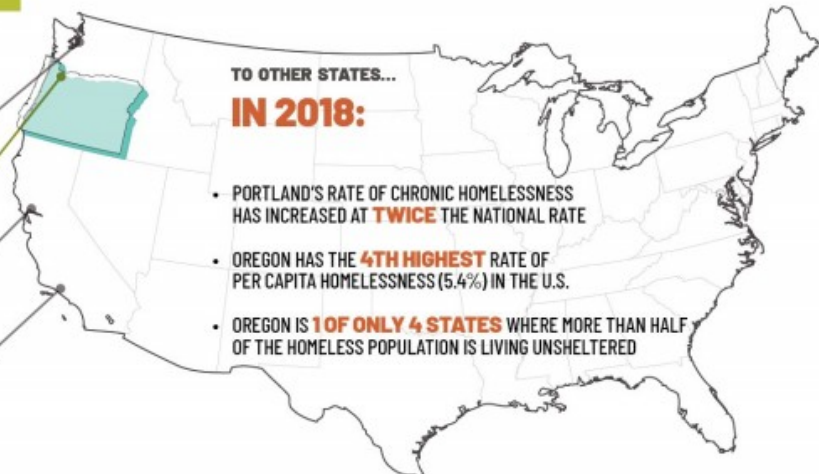 TO OTHER STATES...
IN 2018:
• PORTLAND'S RATE OF CHRONIC HOMELESSNESS
HAS INCREASED AT TWICE THE NATIONAL RATE
• OREGON HAS THE 4TH HIGHEST RATE OF
PER CAPITA HOMELESSNESS (5.4%) IN THE U.S.
• OREGON IS 1 OF ONLY 4 STATES WHERE MORE THAN HALF
OF THE HOMELESS POPULATION IS LIVING UNSHELTERED